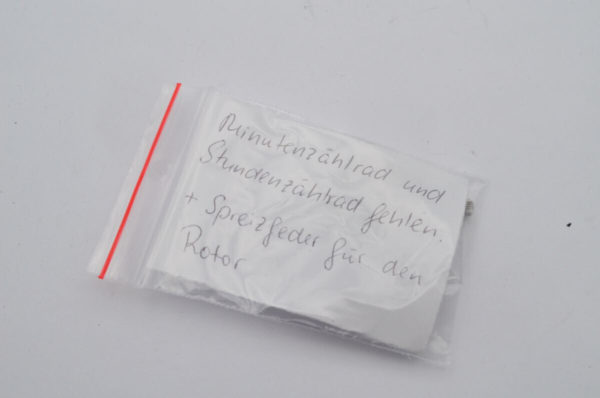 Minutenzählrad und
Stundenzählrad fehlen.
+ Spreizfeder für den
Rotor